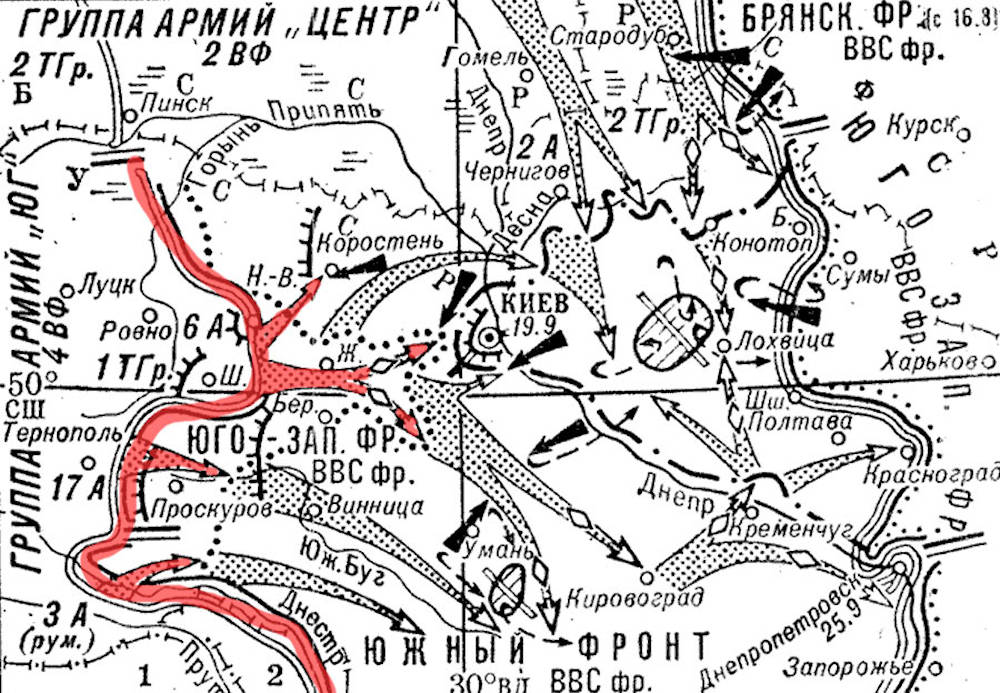 ГРУППА АРМИЙ „ЦЕНТР“
2 ВФ
2 ТГр.
Б
С
Пинск
Припять
Горынь
У
С
С
Гомель
Днепр
Р
Стародуб
Р
С
2 ТГр.
2 А
Чернигов
Десна
БРЯНСК. ФР.
(с 16.8)
ВВС фр.
Курск
Коростень
Н.-В.
Р
КИЕВ
19.9
Конотоп
Б.
Сумы
Ю Г О - З А П. Ф Р.
ВВС фр.
Р
ГРУППА АРМИЙ „ЮГ“
4 ВФ
Луцк
Ровно
6 А
1 ТГр.
Ш.
Ж.
Лохвица
Харьков
50°
СШ
Тернополь
Бер.
ЮГО-ЗАП. ФР.
ВВС фр.
Шш.
Полтава
Красноград
17 А
Проскуров
Винница
Днепр
Кременчуг
Умань
Юж. Буг
Кировоград
Днепропетровск
25.9
3 А
(рум.)
Днестр
Прут
1
2
ЮЖНЫЙ ФРОНТ
30° вд
ВВС фр.
Запорожье